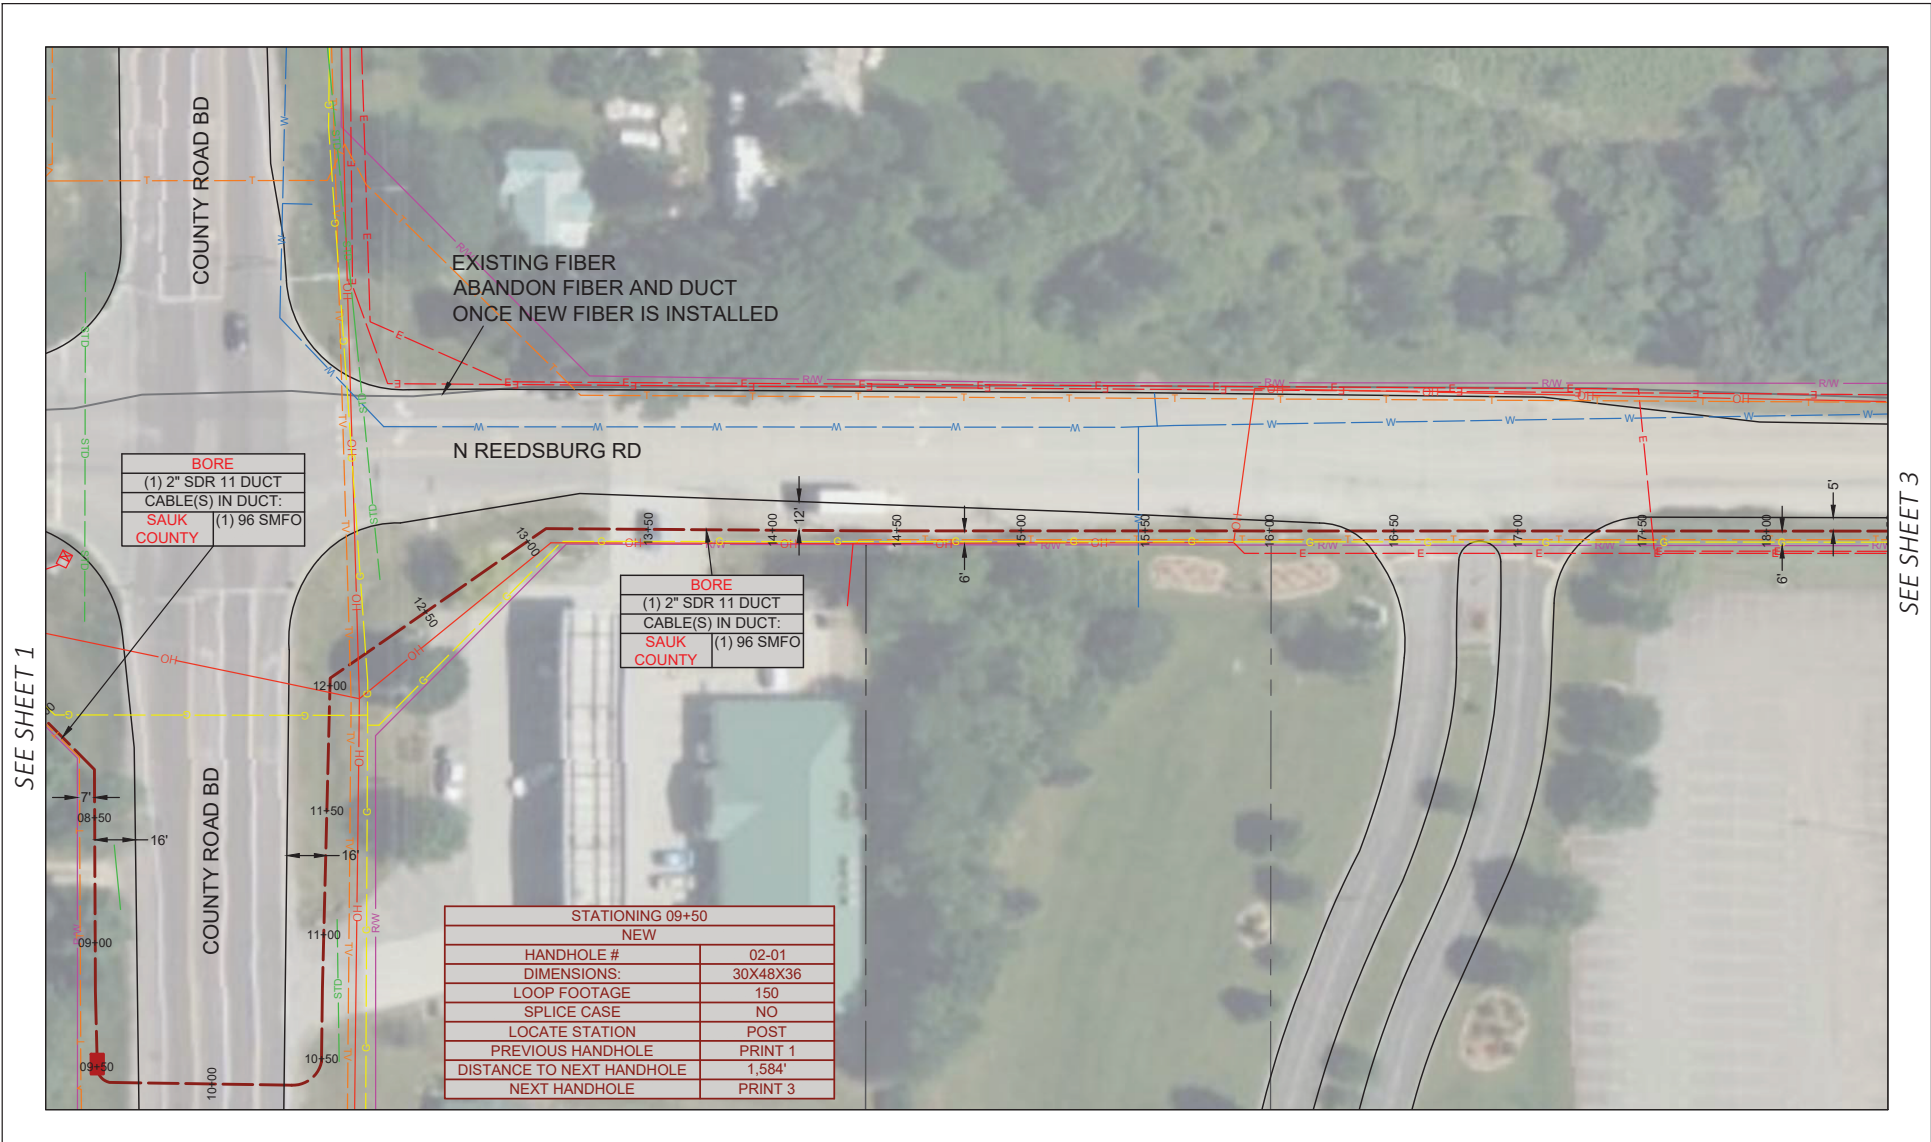 COUNTY ROAD BD
EXISTING FIBER
ABANDON FIBER AND DUCT
ONCE NEW FIBER IS INSTALLED
N REEDSBURG RD
BORE
(1) 2" SDR 11 DUCT
CABLE(S) IN DUCT:
SAUK COUNTY (1) 96 SMFO
BORE
(1) 2" SDR 11 DUCT
CABLE(S) IN DUCT:
SAUK COUNTY (1) 96 SMFO
SEE SHEET 1
SEE SHEET 3
COUNTY ROAD BD
7'
08+50
16'
09+00
09+50
10+00
10+50
11+00
11+50
16'
12+00
12+50
13+00
13+50
14+00
12'
14+50
6'
15+00
15+50
16+00
16+50
17+00
17+50
18+00
5'
6'
STATIONING 09+50
NEW
HANDHOLE # 02-01
DIMENSIONS: 30X48X36
LOOP FOOTAGE 150
SPLICE CASE NO
LOCATE STATION POST
PREVIOUS HANDHOLE PRINT 1
DISTANCE TO NEXT HANDHOLE 1,584'
NEXT HANDHOLE PRINT 3